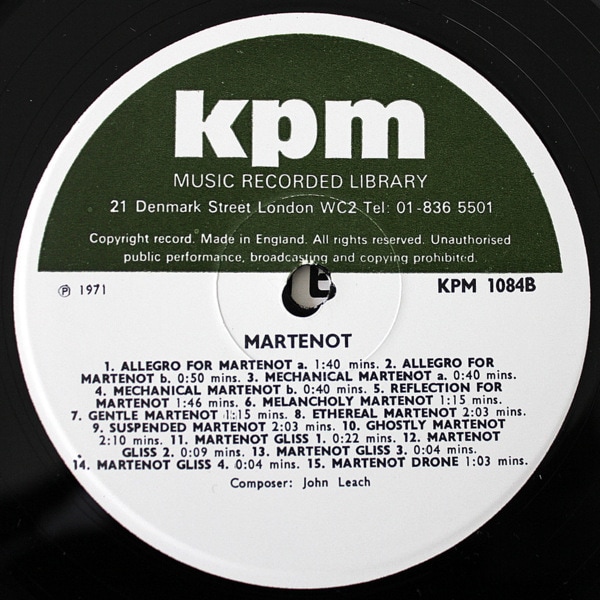 kpm
MUSIC RECORDED LIBRARY
21 Denmark Street London WC2 Tel: 01-836 5501
Copyright record. Made in England. All rights reserved. Unauthorised
public performance, broadcasting and copying prohibited.
℗ 1971
KPM 1084B
MARTENOT
1. ALLEGRO FOR MARTENOT a. 1:40 mins. 2. ALLEGRO FOR
MARTENOT b. 0:50 mins. 3. MECHANICAL MARTENOT a. 0:40 mins.
4. MECHANICAL MARTENOT b. 0:40 mins. 5. REFLECTION FOR
MARTENOT 1:46 mins. 6. MELANCHOLY MARTENOT 1:15 mins.
7. GENTLE MARTENOT 1:15 mins. 8. ETHEREAL MARTENOT 2:03 mins.
9. SUSPENDED MARTENOT 2:03 mins. 10. GHOSTLY MARTENOT
2:10 mins. 11. MARTENOT GLISS 1. 0:22 mins. 12. MARTENOT
GLISS 2. 0:09 mins. 13. MARTENOT GLISS 3. 0:04 mins.
14. MARTENOT GLISS 4. 0:04 mins. 15. MARTENOT DRONE 1:03 mins.
Composer: John Leach